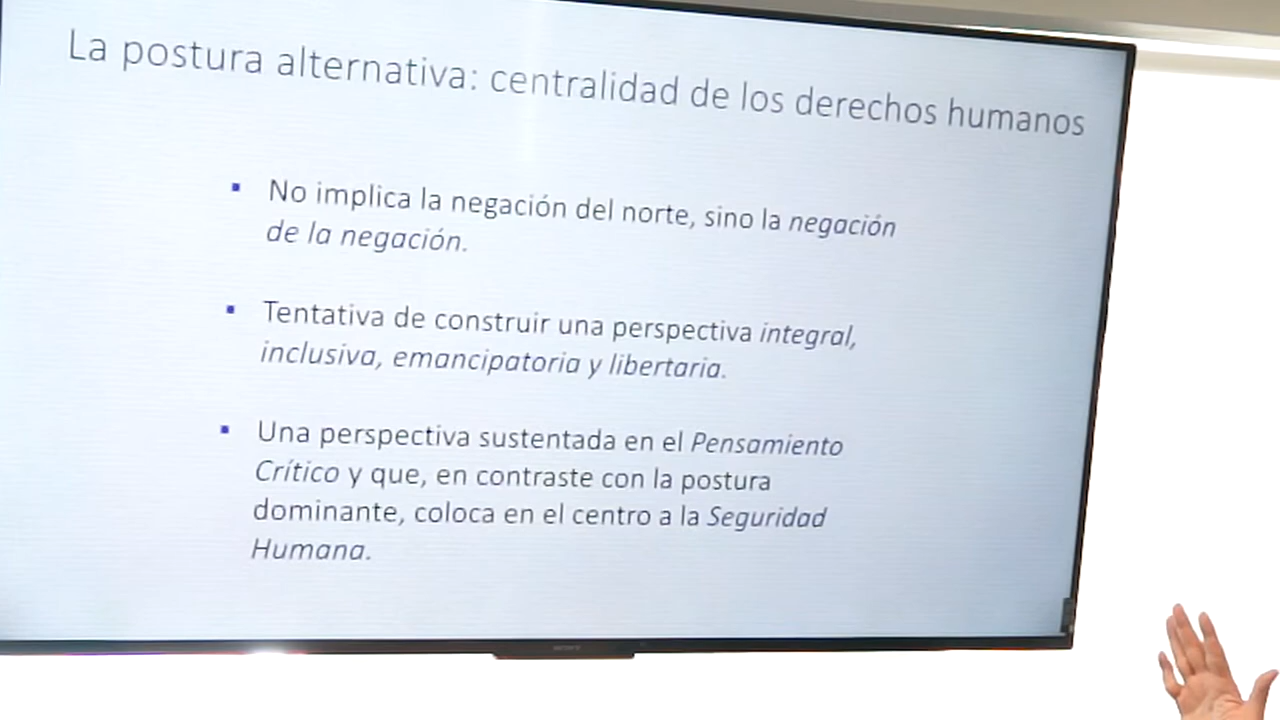 La postura alternativa: centralidad de los derechos humanos
▪ No implica la negación del norte, sino la negación
de la negación.
▪ Tentativa de construir una perspectiva integral,
inclusiva, emancipatoria y libertaria.
▪ Una perspectiva sustentada en el Pensamiento
Crítico y que, en contraste con la postura
dominante, coloca en el centro a la Seguridad
Humana.
SONY